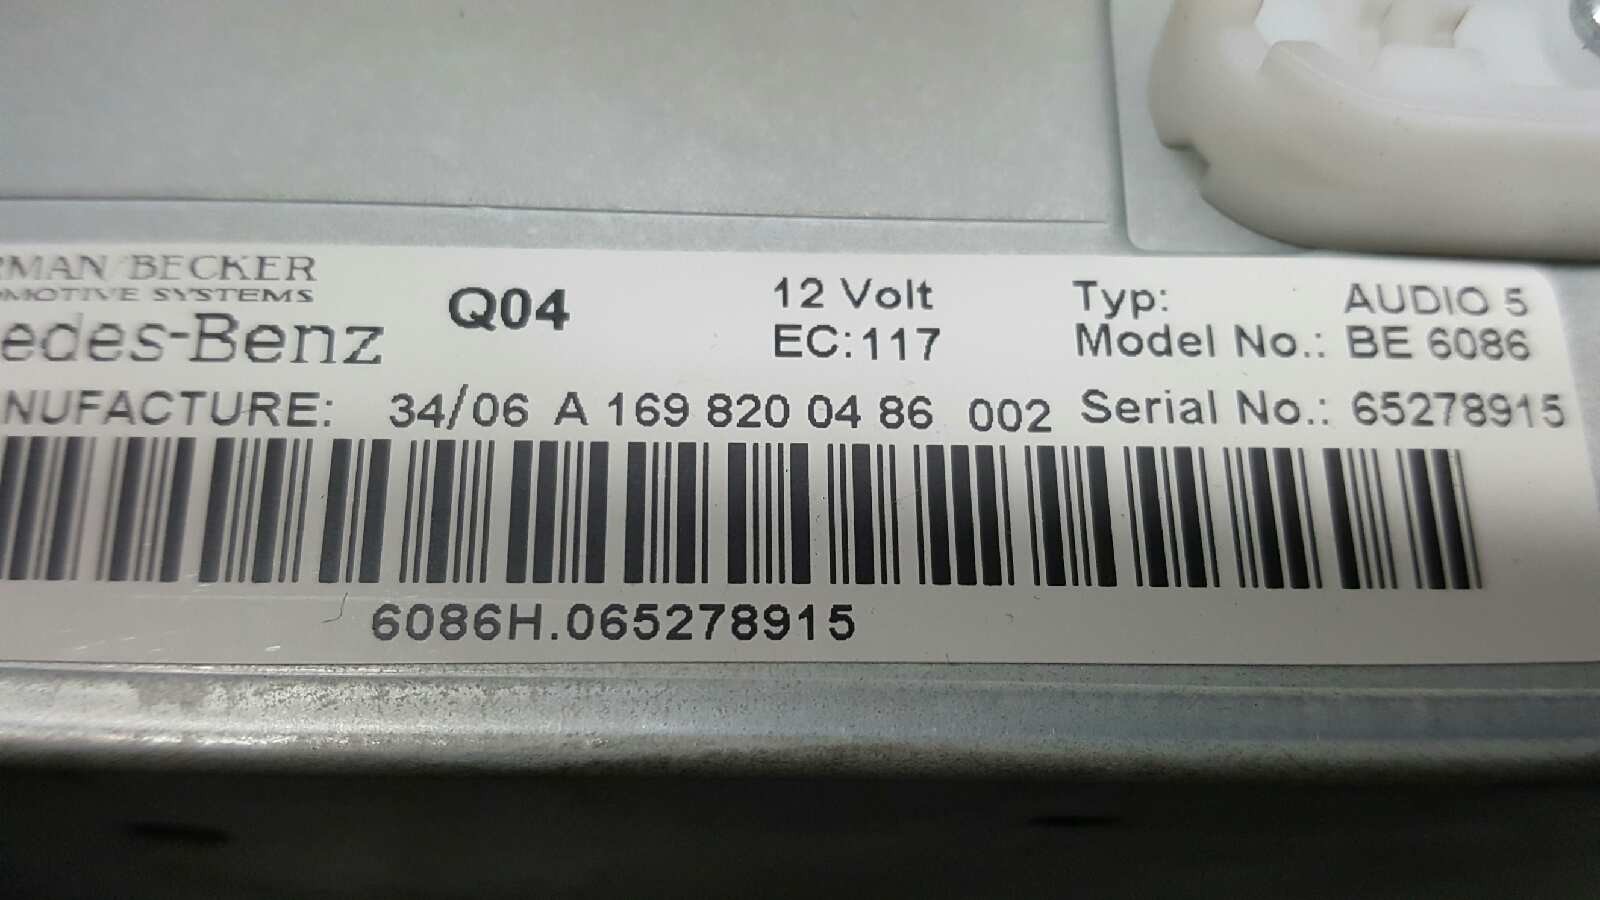 RMAN/BECKER
OMOTIVE SYSTEMS
edes-Benz
Q04
12 Volt
EC:117
Typ: AUDIO 5
Model No.: BE 6086
NUFACTURE: 34/06 A 169 820 04 86 002 Serial No.: 65278915
6086H.065278915